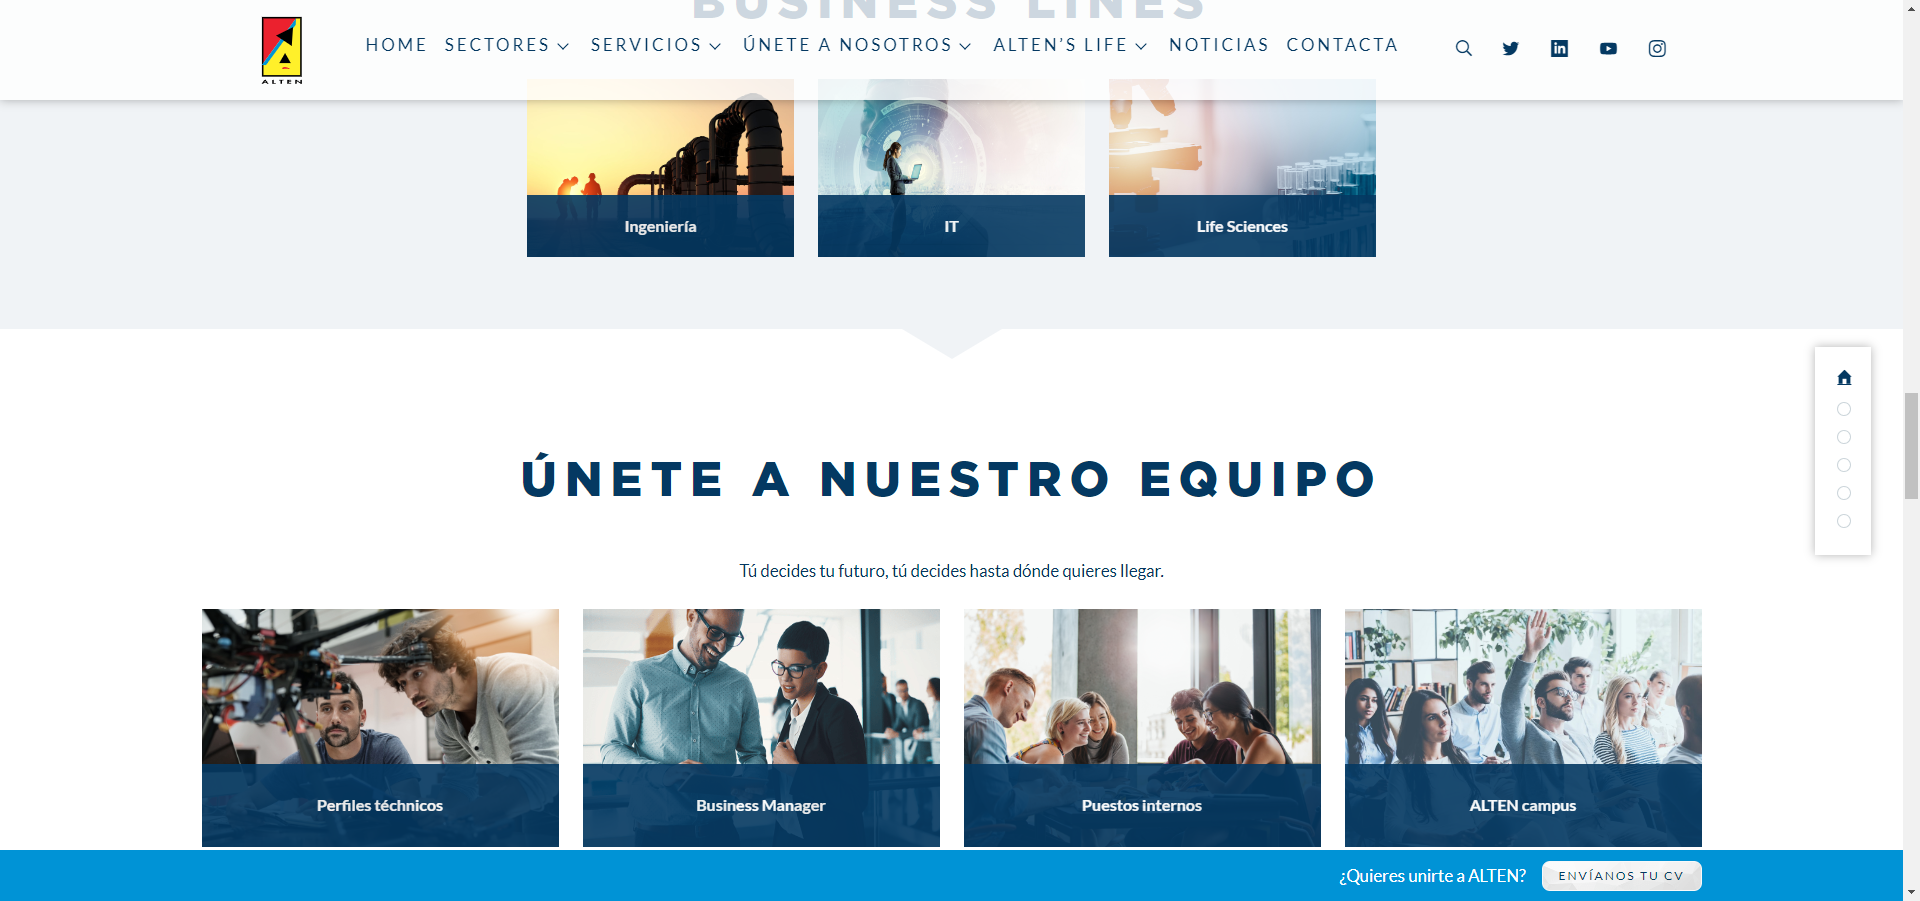 BUSINESS LINES
ALTEN
HOME SECTORES SERVICIOS ÚNETE A NOSOTROS ALTEN'S LIFE NOTICIAS CONTACTA
Ingeniería IT Life Sciences
ÚNETE A NUESTRO EQUIPO
Tú decides tu futuro, tú decides hasta dónde quieres llegar.
Perfiles téchnicos Business Manager Puestos internos ALTEN campus
¿Quieres unirte a ALTEN? ENVÍANOS TU CV